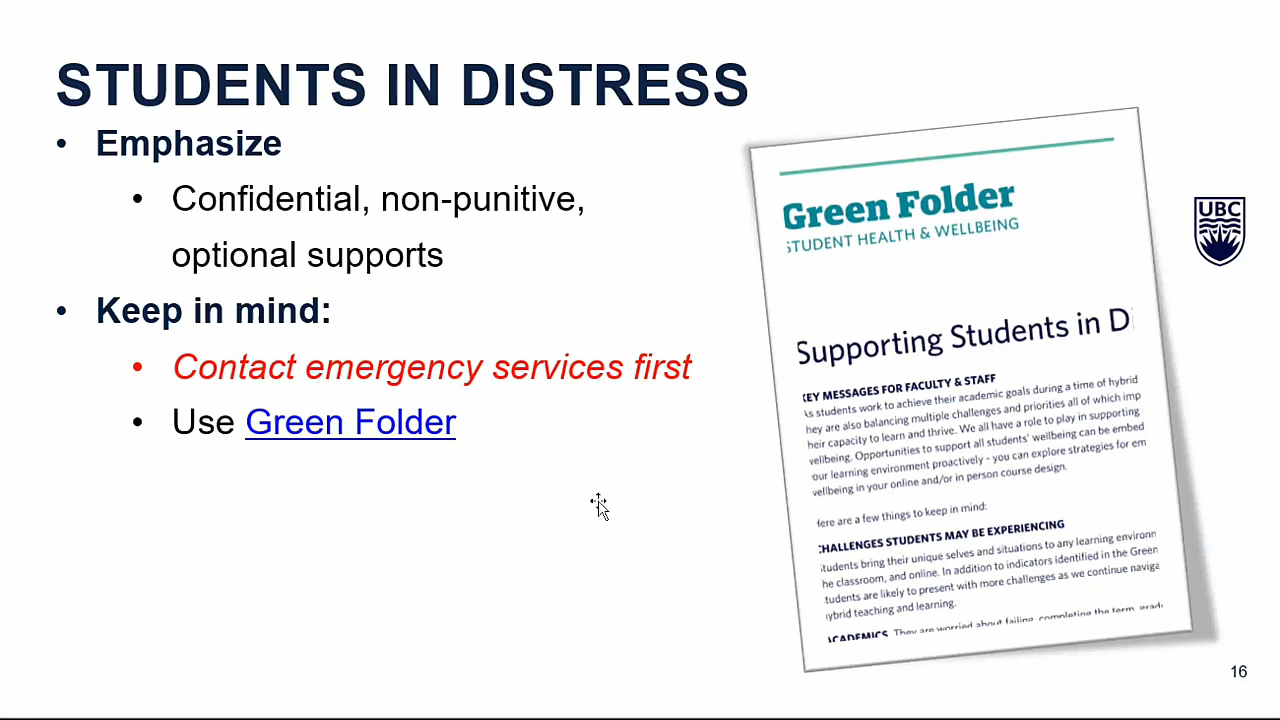 STUDENTS IN DISTRESS
• Emphasize
• Confidential, non-punitive,
optional supports
• Keep in mind:
• Contact emergency services first
• Use Green Folder
Green Folder
STUDENT HEALTH & WELLBEING
Supporting Students in D
KEY MESSAGES FOR FACULTY & STAFF
As students work to achieve their academic goals during a time of hybrid
hey are also balancing multiple challenges and priorities all of which imp
heir capacity to learn and thrive. We all have a role to play in supporting
wellbeing. Opportunities to support all students' wellbeing can be embed
our learning environment proactively - you can explore strategies for em
wellbeing in your online and/or in person course design.
Here are a few things to keep in mind:
CHALLENGES STUDENTS MAY BE EXPERIENCING
tudents bring their unique selves and situations to any learning environm
he classroom, and online. In addition to indicators identified in the Green
tudents are likely to present with more challenges as we continue naviga
ybrid teaching and learning.
ACADEMICS They are worried about failing, completing the term, gradu
UBC
16